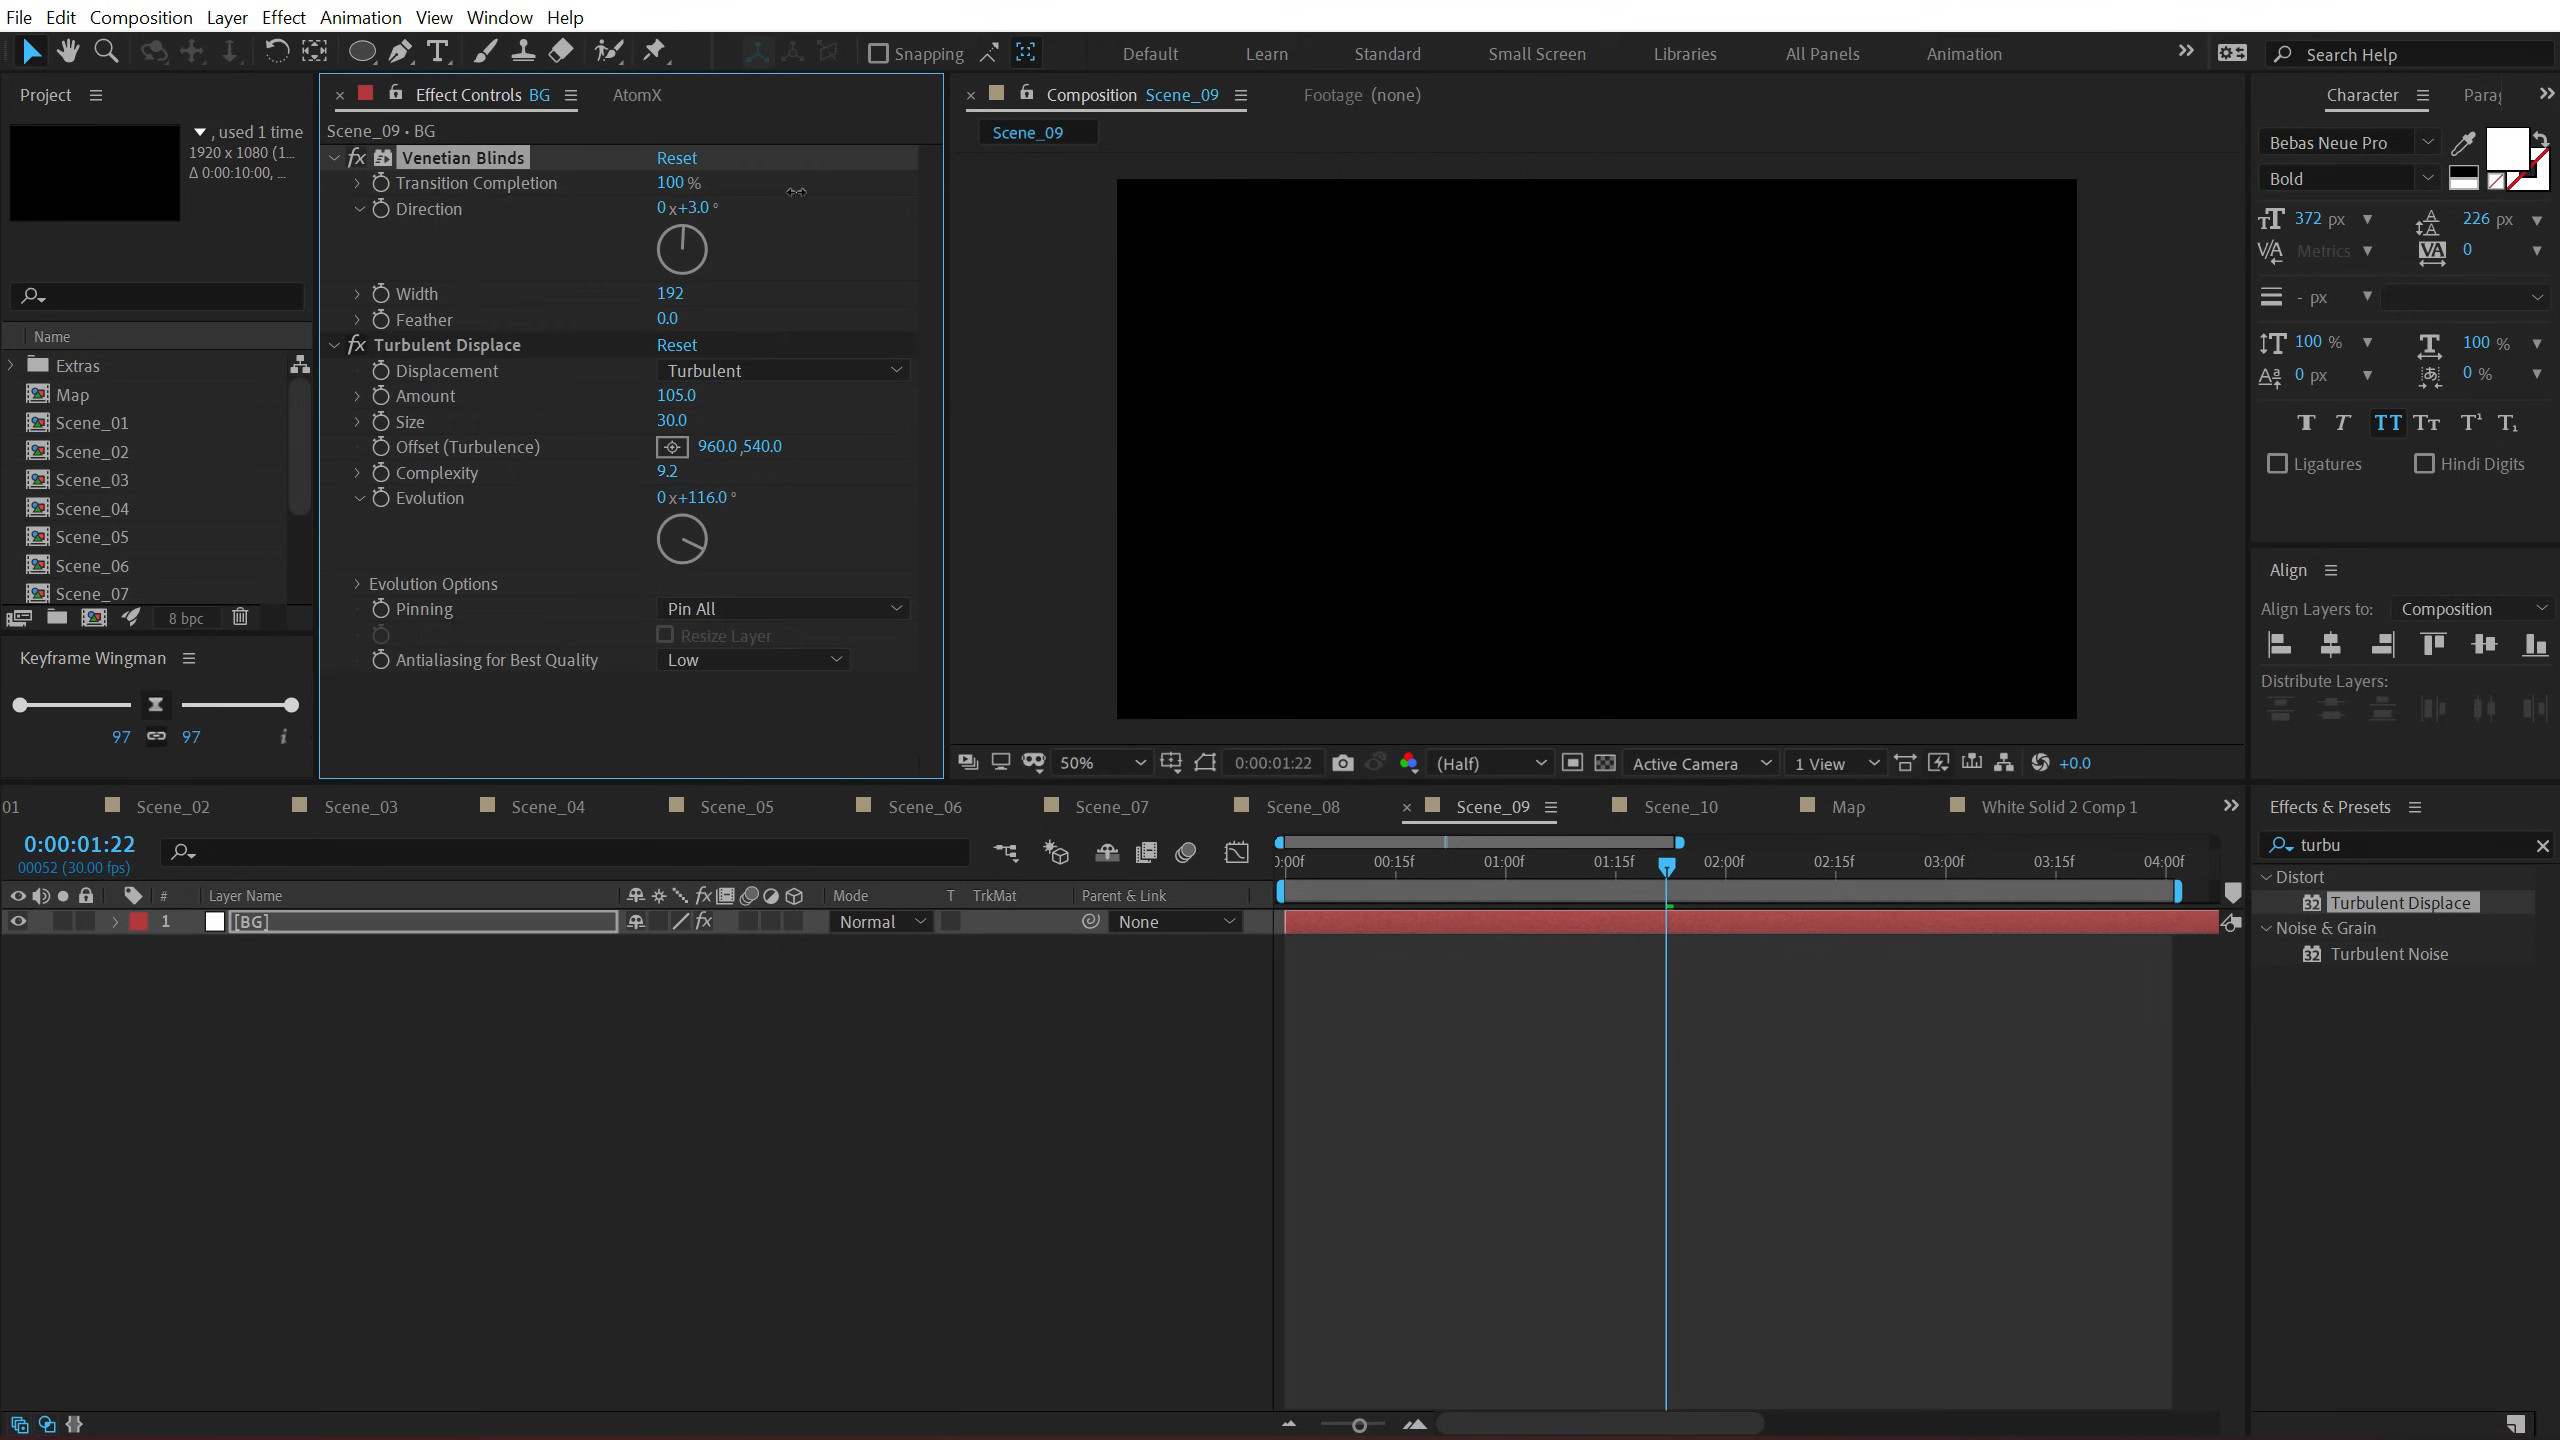 File Edit Composition Layer Effect Animation View Window Help
Snapping Default Learn Standard Small Screen Libraries All Panels Animation Search Help
Project
, used 1 time
1920 x 1080 (1...
Δ 0:00:10:00, ...
Name
Extras
Map
Scene_01
Scene_02
Scene_03
Scene_04
Scene_05
Scene_06
Scene_07
8 bpc
Keyframe Wingman
97 97
Effect Controls BG AtomX
Scene_09 • BG
fx Venetian Blinds Reset
Transition Completion 100 %
Direction 0 x+3.0 °
Width 192
Feather 0.0
fx Turbulent Displace Reset
Displacement Turbulent
Amount 105.0
Size 30.0
Offset (Turbulence) 960.0 ,540.0
Complexity 9.2
Evolution 0 x+116.0 °
Evolution Options
Pinning Pin All
Resize Layer
Antialiasing for Best Quality Low
Composition Scene_09 Footage (none)
Scene_09
50% 0:00:01:22 (Half) Active Camera 1 View +0.0
Character Para
Bebas Neue Pro
Bold
372 px 226 px
Metrics 0
- px
100 % 100 %
0 px 0 %
Ligatures Hindi Digits
Align
Align Layers to: Composition
Distribute Layers:
01 Scene_02 Scene_03 Scene_04 Scene_05 Scene_06 Scene_07 Scene_08 Scene_09 Scene_10 Map White Solid 2 Comp 1
0:00:01:22
00052 (30.00 fps)
):00f 00:15f 01:00f 01:15f 02:00f 02:15f 03:00f 03:15f 04:00f
# Layer Name fx Mode T TrkMat Parent & Link
1 [BG] fx Normal None
Effects & Presets
turbu
Distort
32 Turbulent Displace
Noise & Grain
32 Turbulent Noise